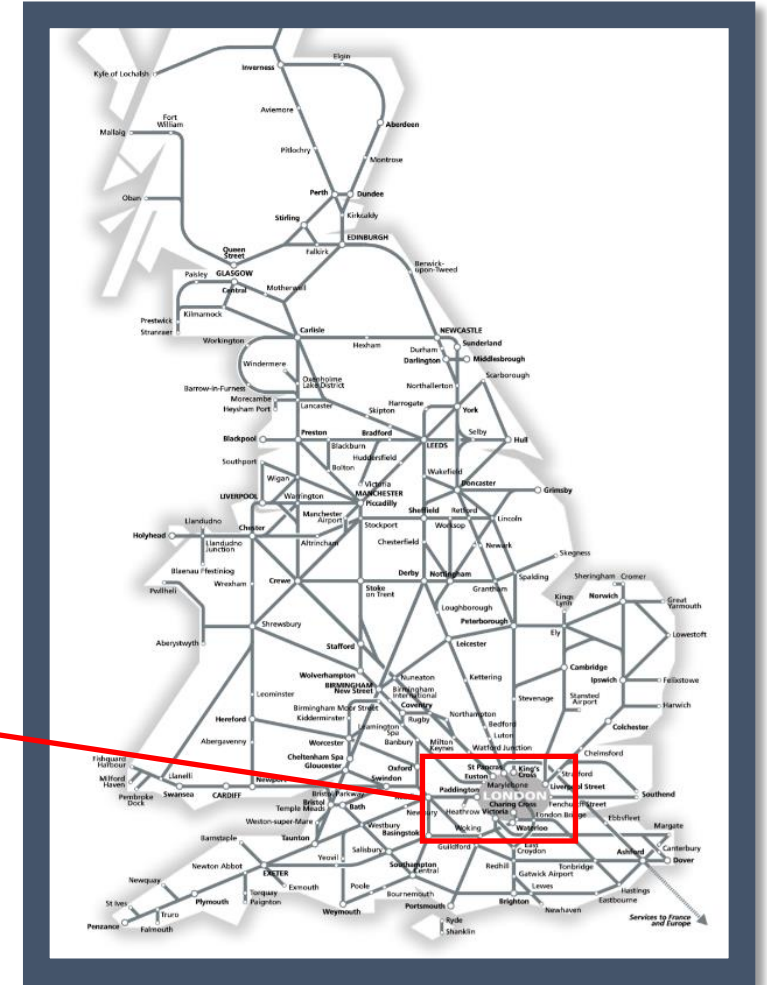 Elgin
Inverness
Kyle of Lochalsh
Aviemore
Fort
William
Mallaig
Aberdeen
Pitlochry
Montrose
Perth
Dundee
Oban
Stirling
Kirkcaldy
EDINBURGH
Queen
Street
Falkirk
Berwick-
upon-Tweed
Paisley
GLASGOW
Central
Motherwell
Prestwick
Kilmarnock
Stranraer
Carlisle
NEWCASTLE
Workington
Hexham
Sunderland
Durham
Darlington
Middlesbrough
Windermere
Scarborough
Oxenholme
Lake District
Northallerton
Barrow-in-Furness
Morecambe
Heysham Port
Lancaster
Harrogate
York
Skipton
Blackpool
Preston
Bradford
Selby
Hull
Blackburn
LEEDS
Huddersfield
Southport
Bolton
Wakefield
Wigan
Victoria
Doncaster
LIVERPOOL
Warrington
MANCHESTER
Piccadilly
Grimsby
Manchester
Airport
Sheffield
Retford
Llandudno
Stockport
Worksop
Lincoln
Holyhead
Chester
Llandudno
Junction
Altrincham
Chesterfield
Newark
Skegness
Blaenau Ffestiniog
Derby
Nottingham
Spalding
Sheringham
Cromer
Pwllheli
Wrexham
Crewe
Stoke
on Trent
Grantham
Kings
Lynn
Norwich
Great
Yarmouth
Loughborough
Peterborough
Aberystwyth
Shrewsbury
Ely
Lowestoft
Stafford
Leicester
Wolverhampton
Nuneaton
Kettering
Cambridge
BIRMINGHAM
New Street
Birmingham
International
Ipswich
Felixstowe
Leominster
Coventry
Stevenage
Stansted
Airport
Birmingham Moor Street
Kidderminster
Rugby
Northampton
Harwich
Hereford
Leamington
Spa
Bedford
Colchester
Worcester
Banbury
Milton
Keynes
Luton
Abergavenny
Watford Junction
Chelmsford
Fishguard
Harbour
Cheltenham Spa
Gloucester
Oxford
St Pancras
King's
Cross
Stratford
Euston
Milford
Haven
Llanelli
Swindon
Paddington
Marylebone
Liverpool Street
Pembroke
Dock
Swansea
CARDIFF
Newport
Bristol Parkway
LONDON
Southend
Bristol
Temple Meads
Bath
Charing Cross
Fenchurch Street
Newbury
Heathrow
Victoria
London Bridge
Ebbsfleet
Weston-super-Mare
Westbury
Basingstoke
Woking
Waterloo
Margate
Barnstaple
Taunton
Salisbury
Guildford
East
Croydon
Canterbury
Yeovil
Ashford
Dover
Newton Abbot
Southampton
Central
Redhill
Tonbridge
EXETER
Gatwick Airport
Newquay
Exmouth
Poole
Lewes
Hastings
Torquay
Paignton
Bournemouth
Eastbourne
St Ives
Plymouth
Weymouth
Portsmouth
Brighton
Newhaven
Truro
Ryde
Services to France
and Europe
Penzance
Falmouth
Shanklin